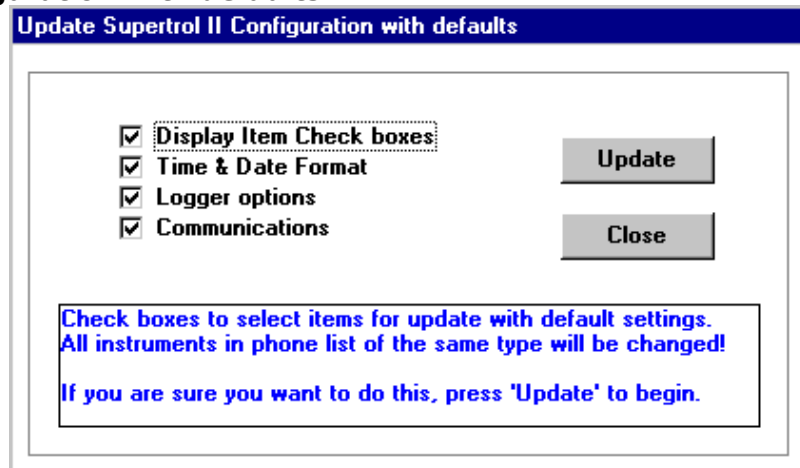 Update Supertrol II Configuration with defaults
Display Item Check boxes
Time & Date Format
Logger options
Communications
Update
Close
Check boxes to select items for update with default settings.
All instruments in phone list of the same type will be changed!
If you are sure you want to do this, press 'Update' to begin.